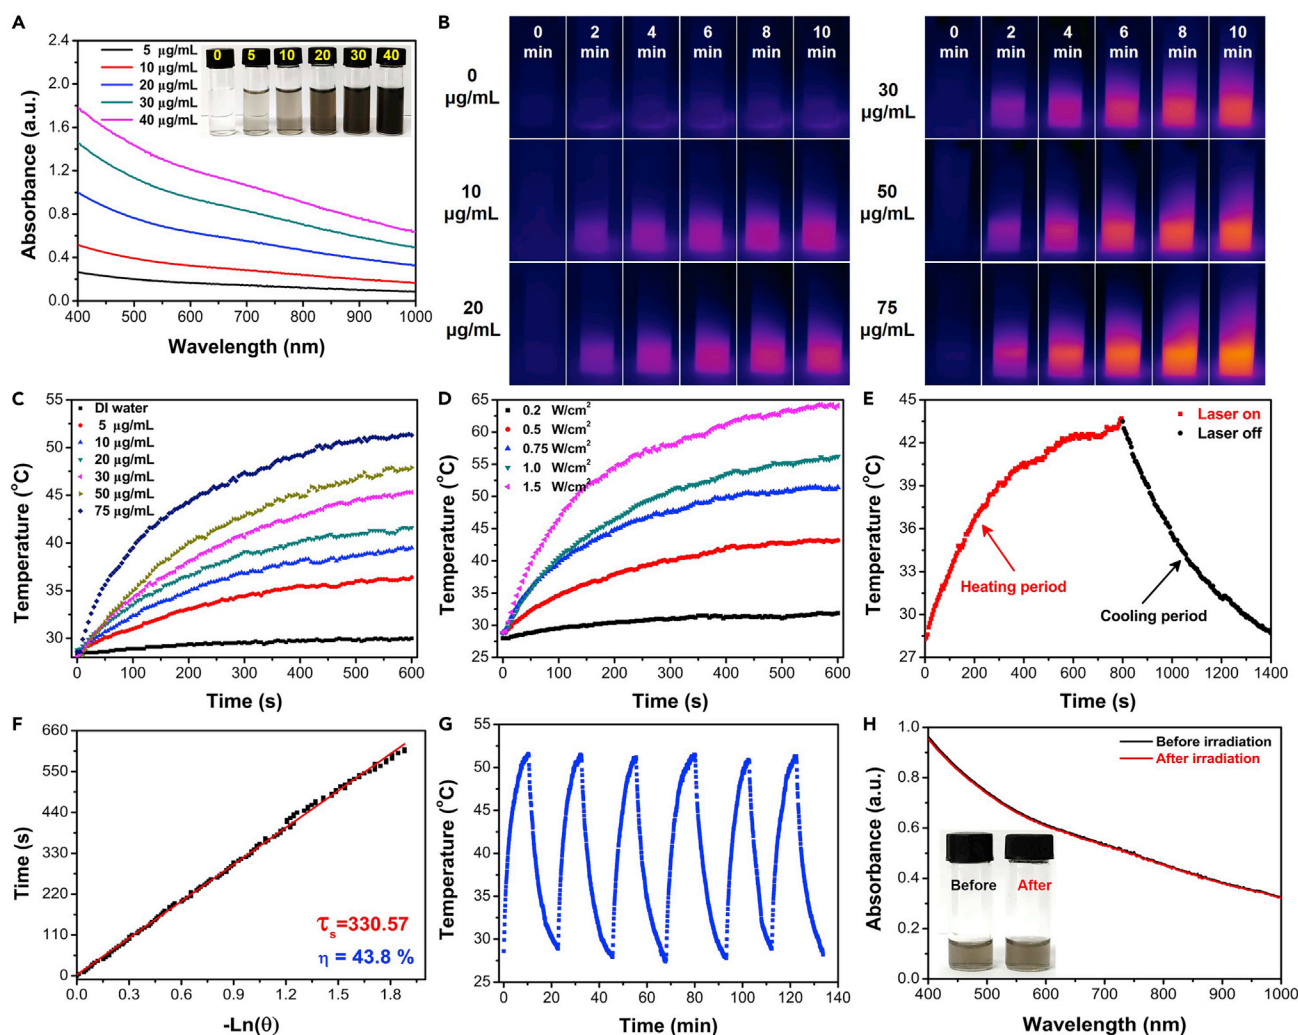 A
2.4
2.0
1.6
1.2
0.8
0.4
0.0
Absorbance (a.u.)
5 μg/mL
10 μg/mL
20 μg/mL
30 μg/mL
40 μg/mL
0 5 10 20 30 40
400 500 600 700 800 900 1000
Wavelength (nm)
B
0 min
2 min
4 min
6 min
8 min
10 min
0 μg/mL
10 μg/mL
20 μg/mL
0 min
2 min
4 min
6 min
8 min
10 min
30 μg/mL
50 μg/mL
75 μg/mL
C
55
50
45
40
35
30
Temperature (°C)
DI water
5 μg/mL
10 μg/mL
20 μg/mL
30 μg/mL
50 μg/mL
75 μg/mL
0 100 200 300 400 500 600
Time (s)
D
65
60
55
50
45
40
35
30
25
Temperature (°C)
0.2 W/cm²
0.5 W/cm²
0.75 W/cm²
1.0 W/cm²
1.5 W/cm²
0 100 200 300 400 500 600
Time (s)
E
45
42
39
36
33
30
27
Temperature (°C)
Laser on
Laser off
Heating period
Cooling period
0 200 400 600 800 1000 1200 1400
Time (s)
F
660
550
440
330
220
110
0
Time (s)
τs=330.57
η = 43.8 %
0.0 0.3 0.6 0.9 1.2 1.5 1.8
-Ln(θ)
G
55
50
45
40
35
30
25
Temperature (°C)
0 20 40 60 80 100 120 140
Time (min)
H
1.0
0.8
0.6
0.4
0.2
0.0
Absorbance (a.u.)
Before irradiation
After irradiation
Before After
400 500 600 700 800 900 1000
Wavelength (nm)